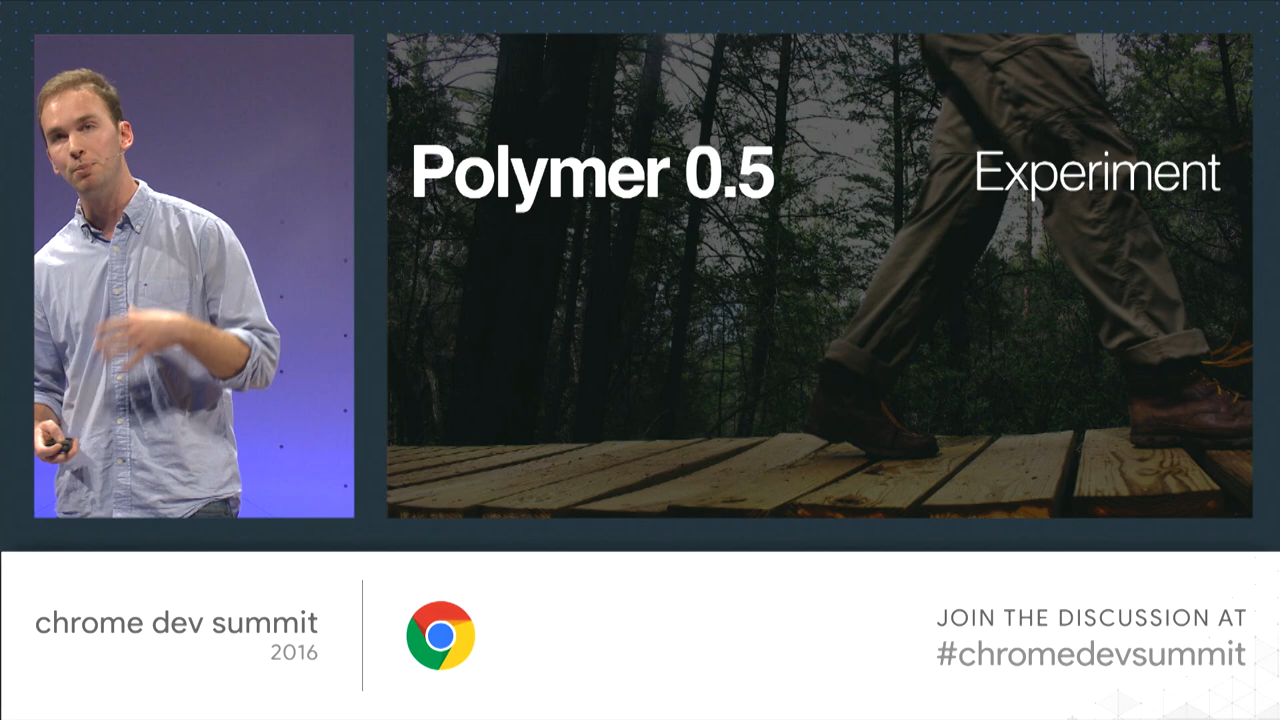 Polymer 0.5
Experiment
chrome dev summit
2016
JOIN THE DISCUSSION AT
#chromedevsummit